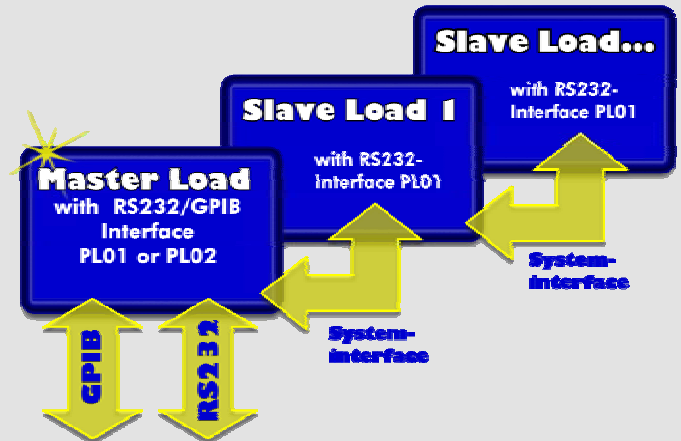 Slave Load...
with RS232-
Interface PL01
Slave Load 1
with RS232-
Interface PL01
Master Load
with RS232/GPIB
Interface
PL01 or PL02
System-
interface
System-
interface
GPIB
RS232